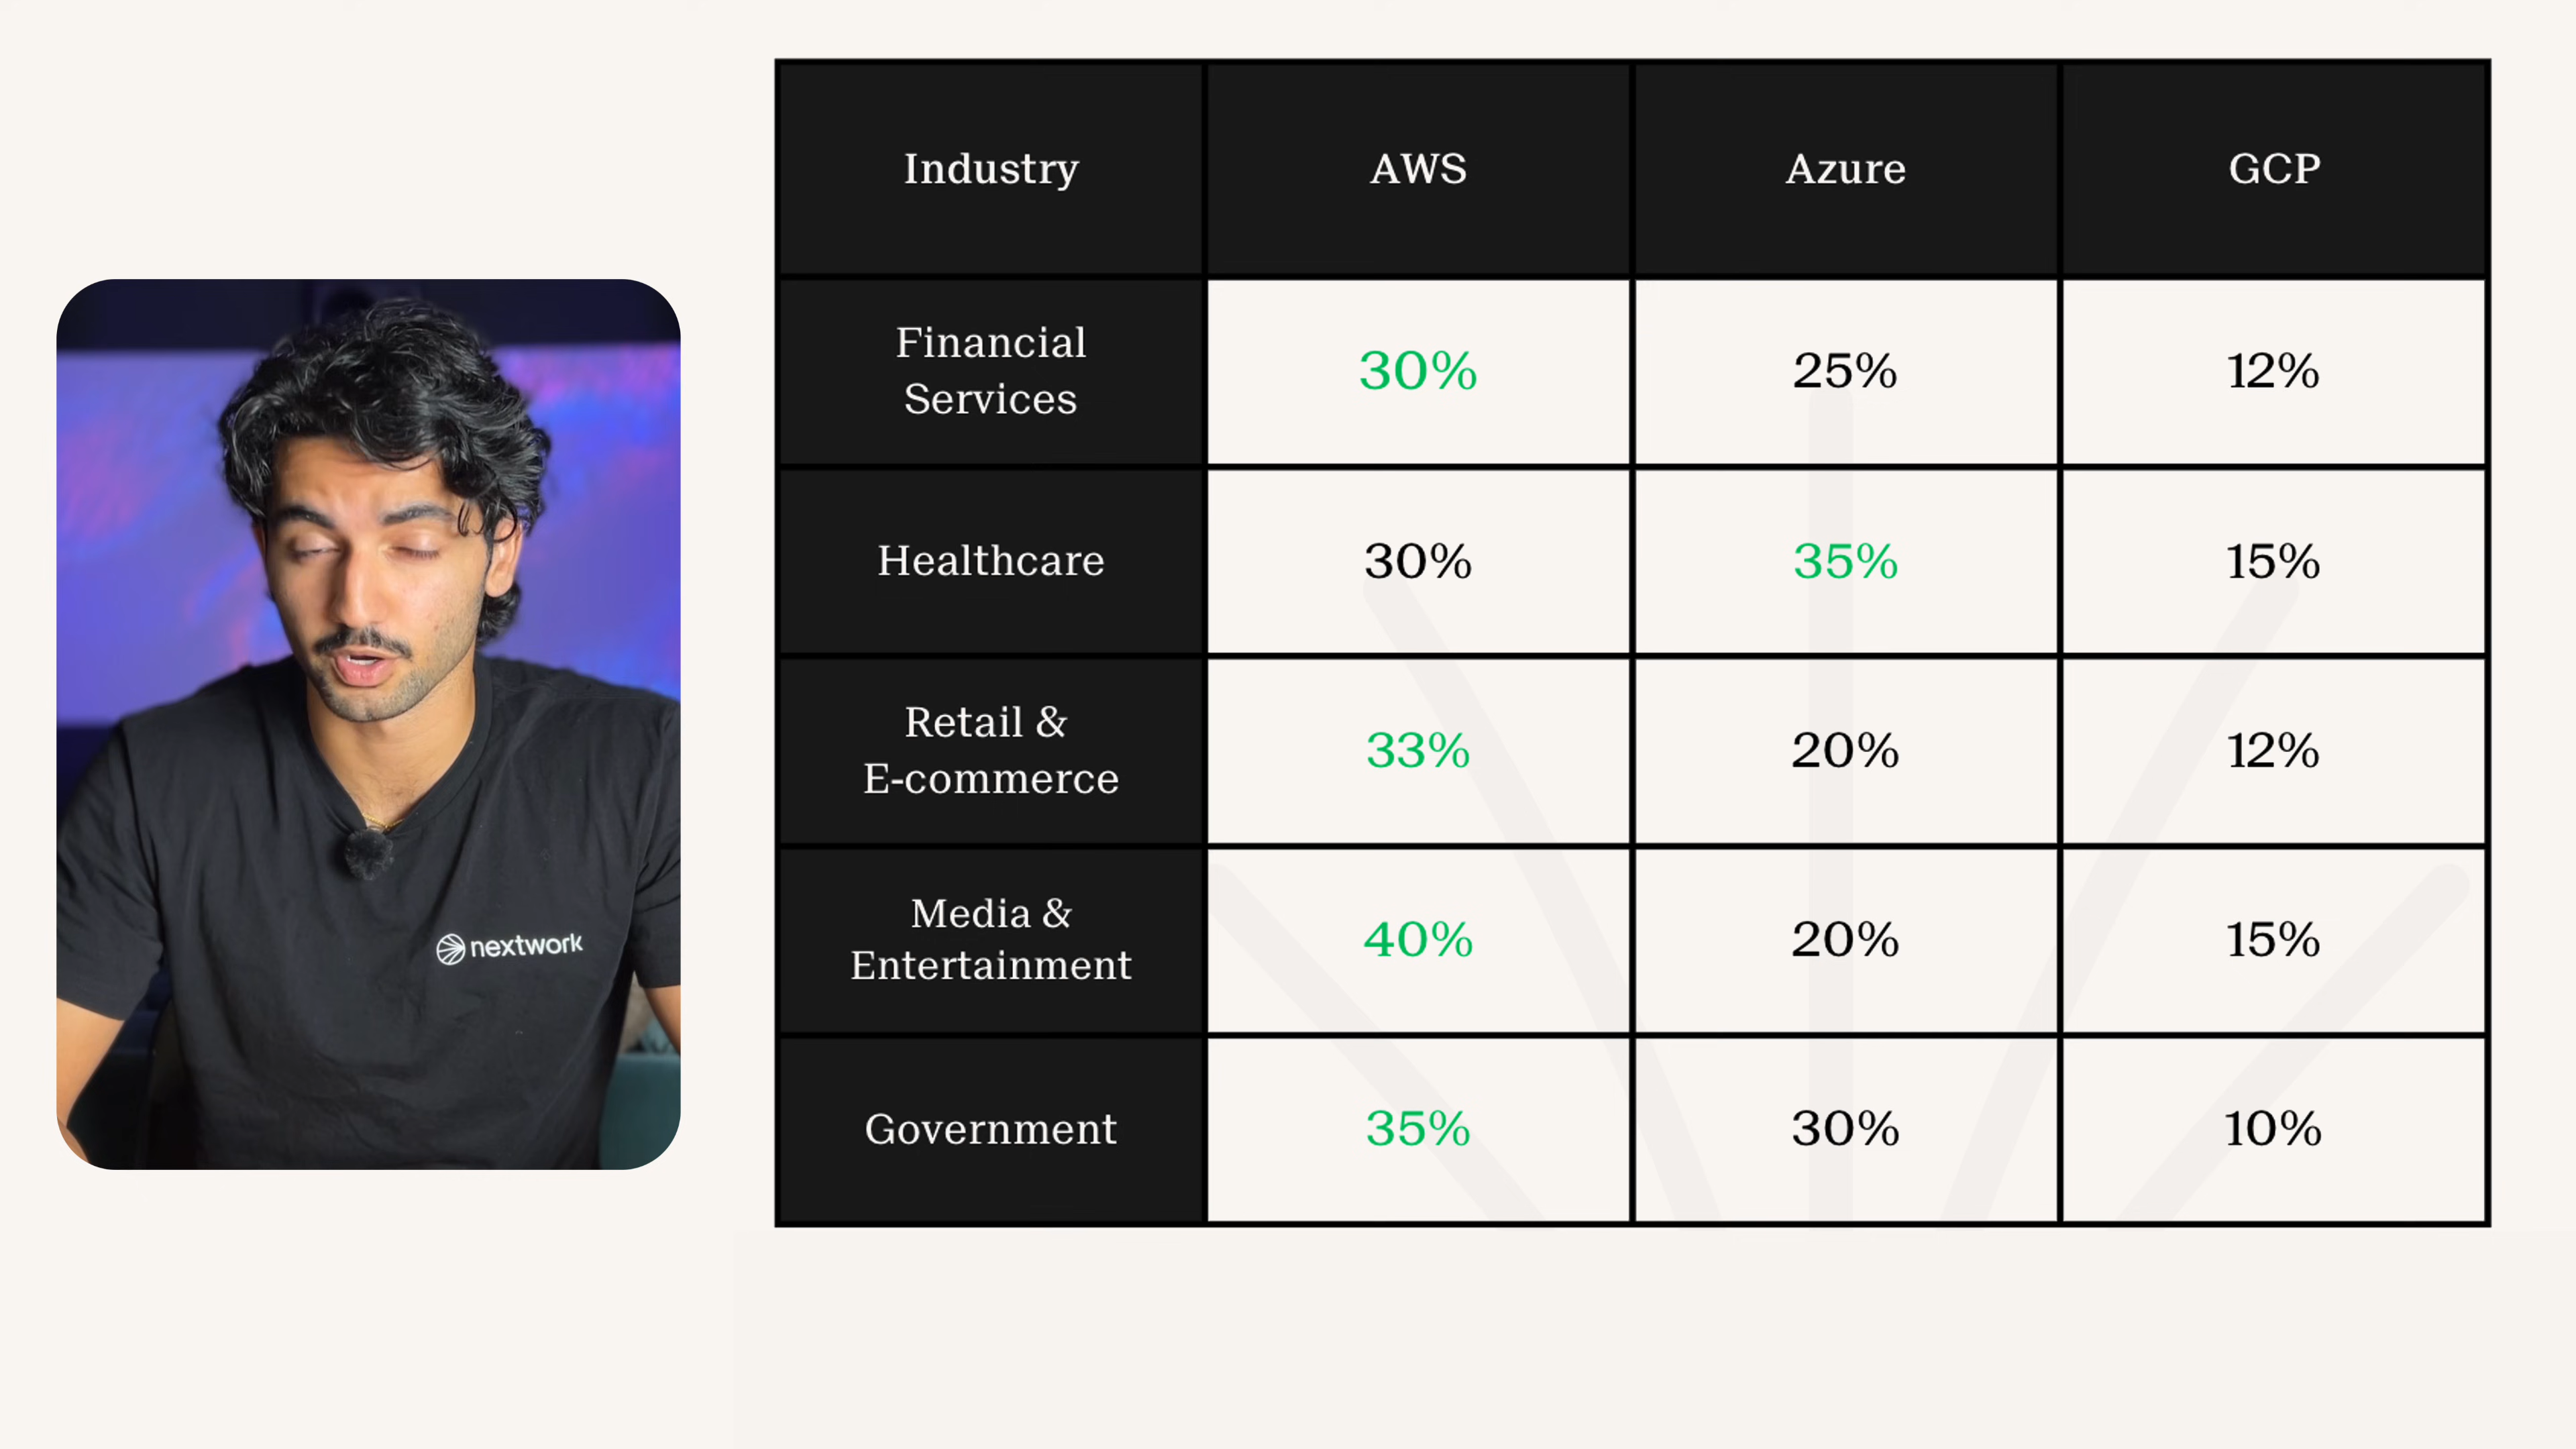 Industry
AWS
Azure
GCP
Financial
Services
30%
25%
12%
Healthcare
30%
35%
15%
Retail &
E-commerce
33%
20%
12%
Media &
Entertainment
40%
20%
15%
Government
35%
30%
10%
nextwork